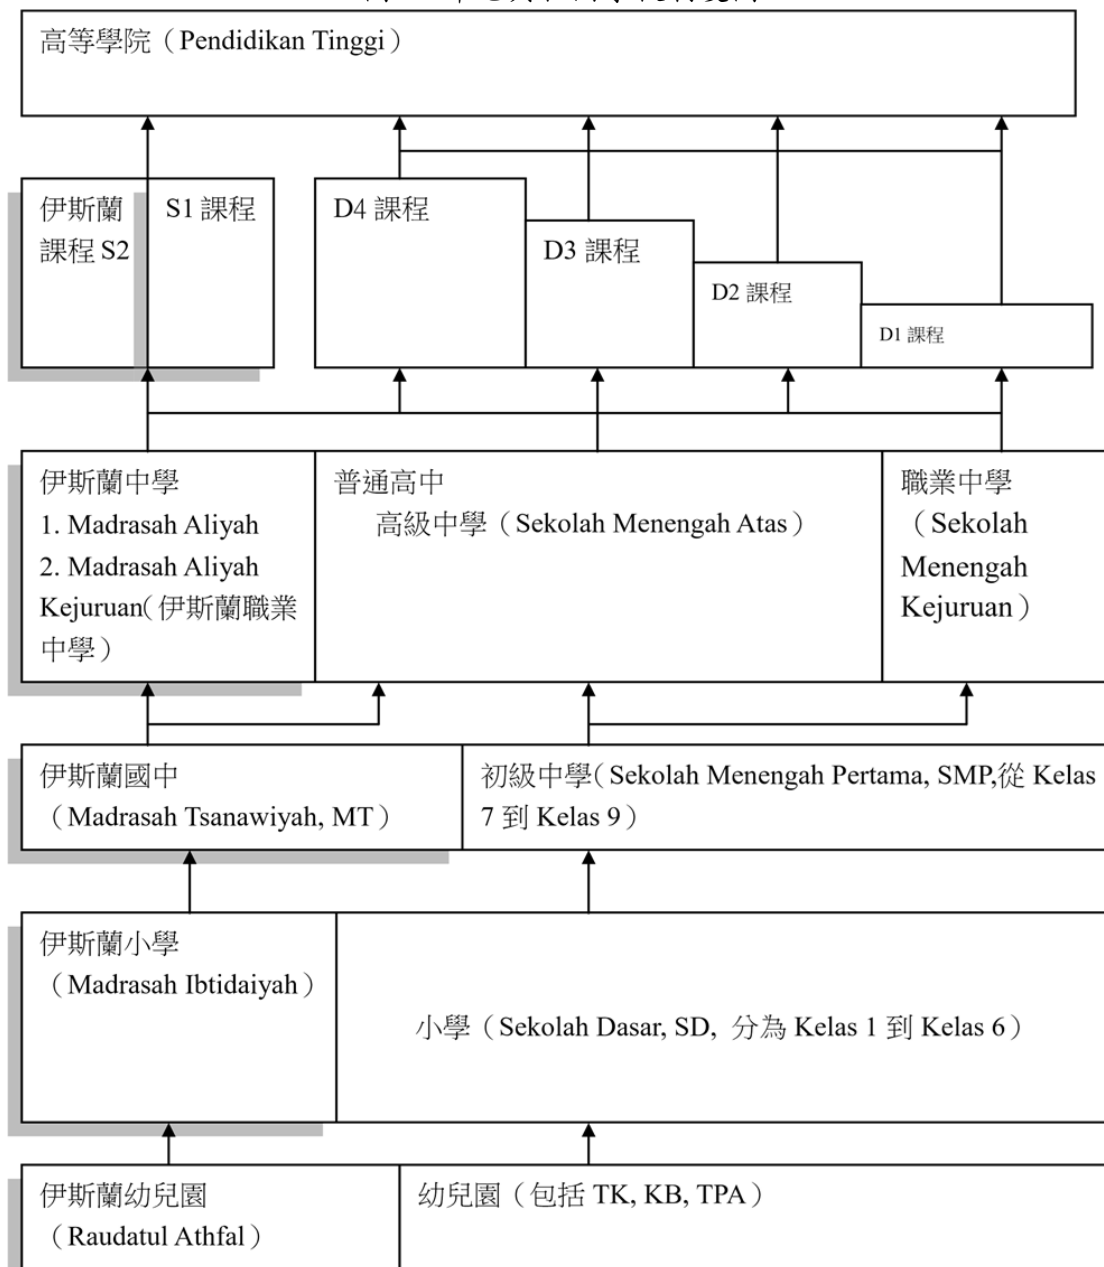 高等學院（Pendidikan Tinggi）
伊斯蘭
課程 S2
S1 課程
D4 課程
D3 課程
D2 課程
D1 課程
伊斯蘭中學
1. Madrasah Aliyah
2. Madrasah Aliyah
Kejuruan（伊斯蘭職業
中學）
普通高中
高級中學（Sekolah Menengah Atas）
職業中學
（Sekolah
Menengah
Kejuruan）
伊斯蘭國中
（Madrasah Tsanawiyah, MT）
初級中學（Sekolah Menengah Pertama, SMP,從 Kelas
7 到 Kelas 9）
伊斯蘭小學
（Madrasah Ibtidaiyah）
小學（Sekolah Dasar, SD, 分為 Kelas 1 到 Kelas 6）
伊斯蘭幼兒園
（Raudatul Athfal）
幼兒園（包括 TK, KB, TPA）